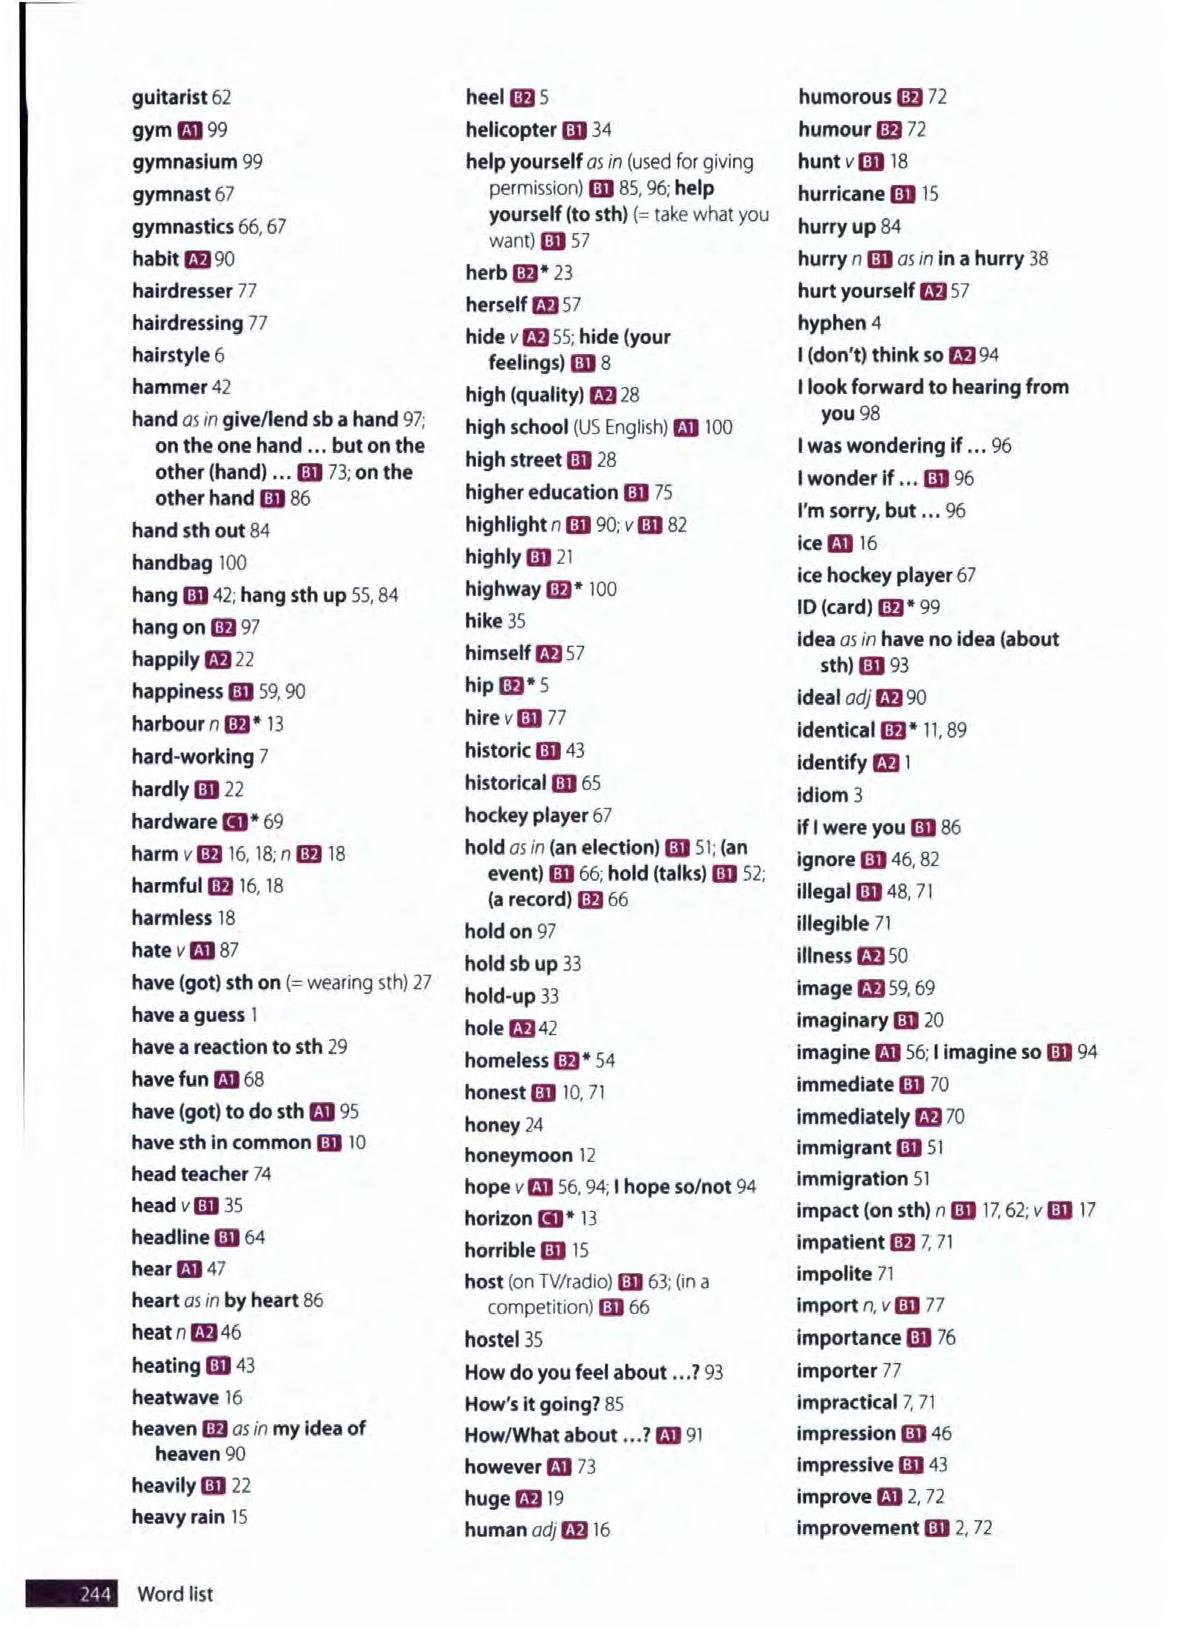 guitarist 62
gym A1 99
gymnasium 99
gymnast 67
gymnastics 66, 67
habit A2 90
hairdresser 77
hairdressing 77
hairstyle 6
hammer 42
hand as in give/lend sb a hand 97;
on the one hand ... but on the
other (hand) ... B1 73; on the
other hand B1 86
hand sth out 84
handbag 100
hang B1 42; hang sth up 55, 84
hang on B2 97
happily A2 22
happiness B1 59, 90
harbour n B2* 13
hard-working 7
hardly B1 22
hardware C1* 69
harm v B2 16, 18; n B2 18
harmful B2 16, 18
harmless 18
hate v A1 87
have (got) sth on (= wearing sth) 27
have a guess 1
have a reaction to sth 29
have fun A1 68
have (got) to do sth A1 95
have sth in common B1 10
head teacher 74
head v B1 35
headline B1 64
hear A1 47
heart as in by heart 86
heat n A2 46
heating B1 43
heatwave 16
heaven B2 as in my idea of
heaven 90
heavily B1 22
heavy rain 15
heel B2 5
helicopter B1 34
help yourself as in (used for giving
permission) B1 85, 96; help
yourself (to sth) (= take what you
want) B1 57
herb B2* 23
herself A2 57
hide v A2 55; hide (your
feelings) B1 8
high (quality) A2 28
high school (US English) A1 100
high street B1 28
higher education B1 75
highlight n B1 90; v B1 82
highly B1 21
highway B2* 100
hike 35
himself A2 57
hip B2* 5
hire v B1 77
historic B1 43
historical B1 65
hockey player 67
hold as in (an election) B1 51; (an
event) B1 66; hold (talks) B1 52;
(a record) B2 66
hold on 97
hold sb up 33
hold-up 33
hole A2 42
homeless B2* 54
honest B1 10, 71
honey 24
honeymoon 12
hope v A1 56, 94; I hope so/not 94
horizon C1* 13
horrible B1 15
host (on TV/radio) B1 63; (in a
competition) B1 66
hostel 35
How do you feel about ...? 93
How's it going? 85
How/What about ...? A1 91
however A1 73
huge A2 19
human adj A2 16
humorous B2 72
humour B2 72
hunt v B1 18
hurricane B1 15
hurry up 84
hurry n B1 as in in a hurry 38
hurt yourself A2 57
hyphen 4
I (don't) think so A2 94
I look forward to hearing from
you 98
I was wondering if ... 96
I wonder if ... B1 96
I'm sorry, but ... 96
ice A1 16
ice hockey player 67
ID (card) B2* 99
idea as in have no idea (about
sth) B1 93
ideal adj A2 90
identical B2* 11, 89
identify A2 1
idiom 3
if I were you B1 86
ignore B1 46, 82
illegal B1 48, 71
illegible 71
illness A2 50
image A2 59, 69
imaginary B1 20
imagine A1 56; I imagine so B1 94
immediate B1 70
immediately A2 70
immigrant B1 51
immigration 51
impact (on sth) n B1 17, 62; v B1 17
impatient B2 7, 71
impolite 71
import n, v B1 77
importance B1 76
importer 77
impractical 7, 71
impression B1 46
impressive B1 43
improve A1 2, 72
improvement B1 2, 72
244 Word list